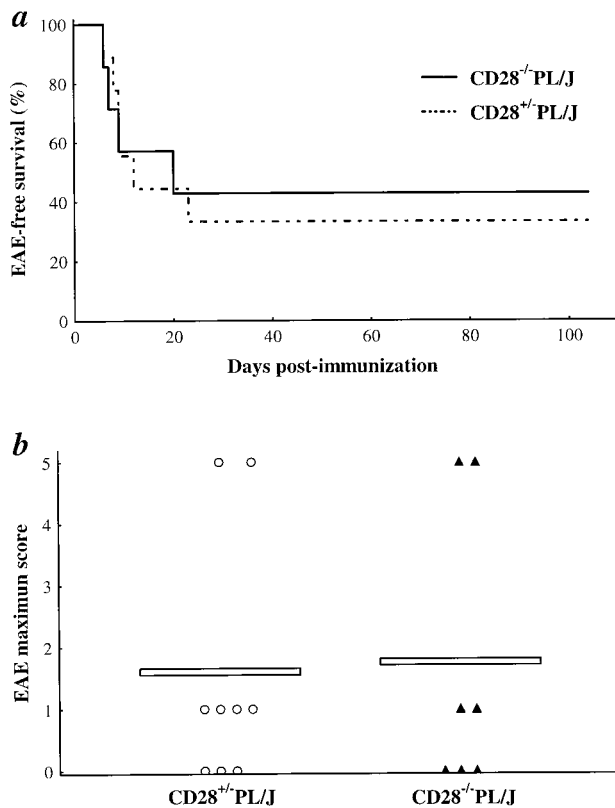 a
EAE-free survival (%)
100
80
60
40
20
0
CD28-/-PL/J
CD28+/-PL/J
0 20 40 60 80 100
Days post-immunization
b
EAE maximun score
5
4
3
2
1
0
CD28+/-PL/J CD28-/-PL/J